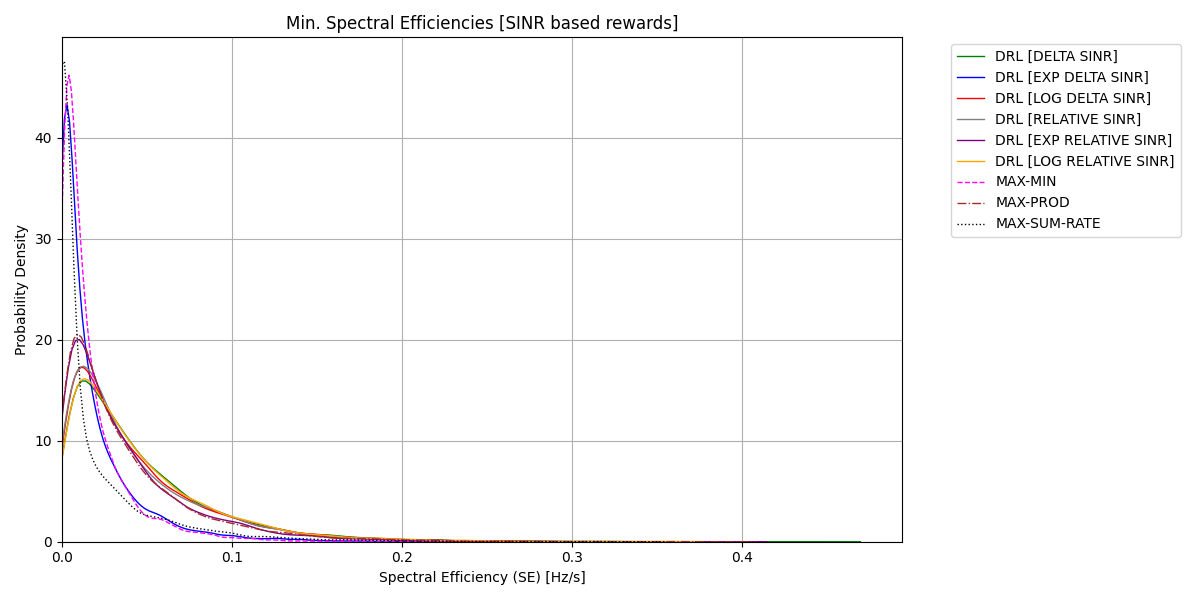 Min. Spectral Efficiencies [SINR based rewards]
DRL [DELTA SINR]
DRL [EXP DELTA SINR]
DRL [LOG DELTA SINR]
DRL [RELATIVE SINR]
DRL [EXP RELATIVE SINR]
DRL [LOG RELATIVE SINR]
MAX-MIN
MAX-PROD
MAX-SUM-RATE
Probability Density
40
30
20
10
0
0.0 0.1 0.2 0.3 0.4
Spectral Efficiency (SE) [Hz/s]